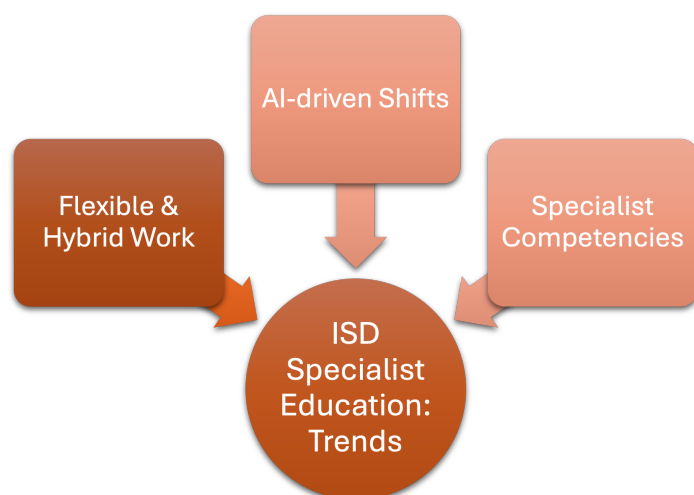 AI-driven Shifts
Flexible &
Hybrid Work
Specialist
Competencies
ISD
Specialist
Education:
Trends